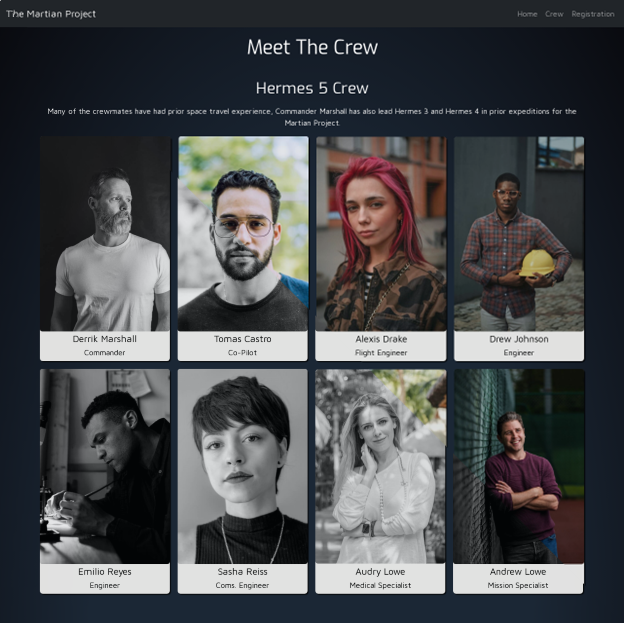 The Martian Project
Home Crew Registration
Meet The Crew
Hermes 5 Crew
Many of the crewmates have had prior space travel experience, Commander Marshall has also lead Hermes 3 and Hermes 4 in prior expeditions for the
Martian Project.
Derrik Marshall
Commander
Tomas Castro
Co-Pilot
Alexis Drake
Flight Engineer
Drew Johnson
Engineer
Emilio Reyes
Engineer
Sasha Reiss
Coms. Engineer
Audry Lowe
Medical Specialist
Andrew Lowe
Mission Specialist